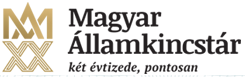 Magyar
Államkincstár
két évtizede, pontosan